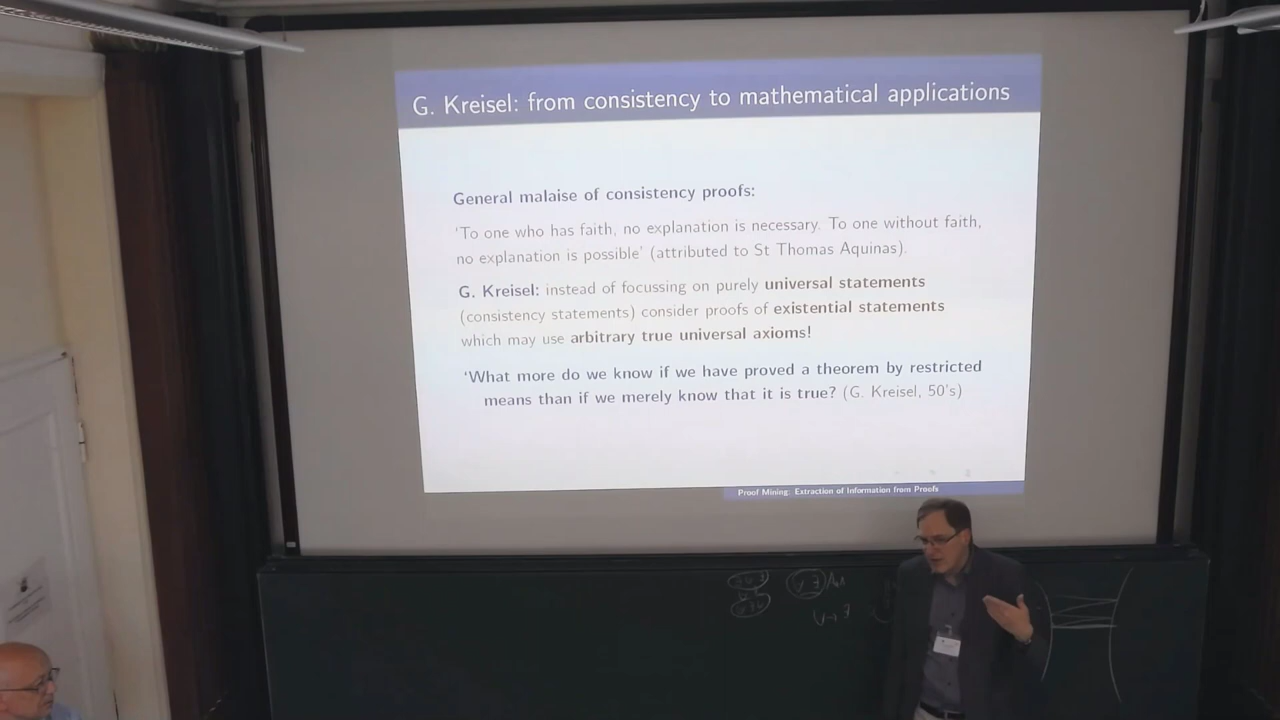 G. Kreisel: from consistency to mathematical applications
General malaise of consistency proofs:
'To one who has faith, no explanation is necessary. To one without faith,
no explanation is possible' (attributed to St Thomas Aquinas).
G. Kreisel: instead of focussing on purely universal statements
(consistency statements) consider proofs of existential statements
which may use arbitrary true universal axioms!
'What more do we know if we have proved a theorem by restricted
means than if we merely know that it is true? (G. Kreisel, 50's)
Proof Mining: Extraction of Information from Proofs